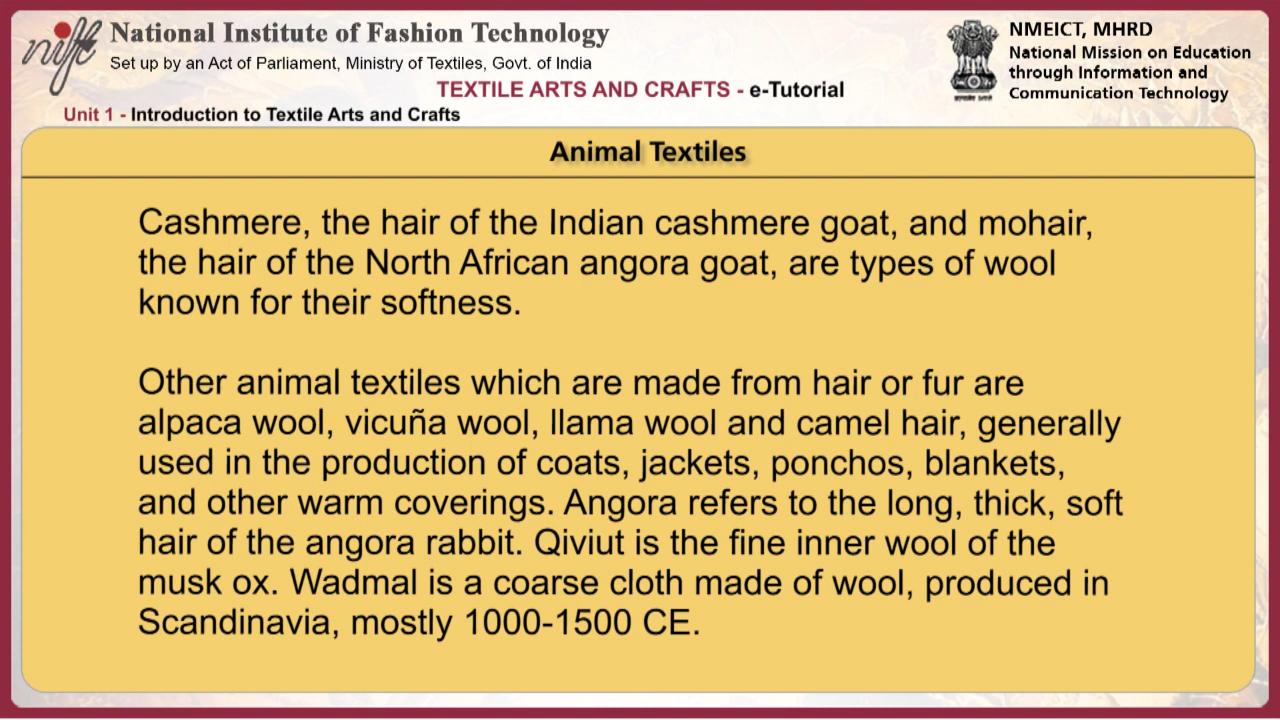 nift
National Institute of Fashion Technology
Set up by an Act of Parliament, Ministry of Textiles, Govt. of India
NMEICT, MHRD
National Mission on Education
through Information and
Communication Technology
TEXTILE ARTS AND CRAFTS - e-Tutorial
Unit 1 - Introduction to Textile Arts and Crafts
Animal Textiles
Cashmere, the hair of the Indian cashmere goat, and mohair,
the hair of the North African angora goat, are types of wool
known for their softness.
Other animal textiles which are made from hair or fur are
alpaca wool, vicuña wool, llama wool and camel hair, generally
used in the production of coats, jackets, ponchos, blankets,
and other warm coverings. Angora refers to the long, thick, soft
hair of the angora rabbit. Qiviut is the fine inner wool of the
musk ox. Wadmal is a coarse cloth made of wool, produced in
Scandinavia, mostly 1000-1500 CE.